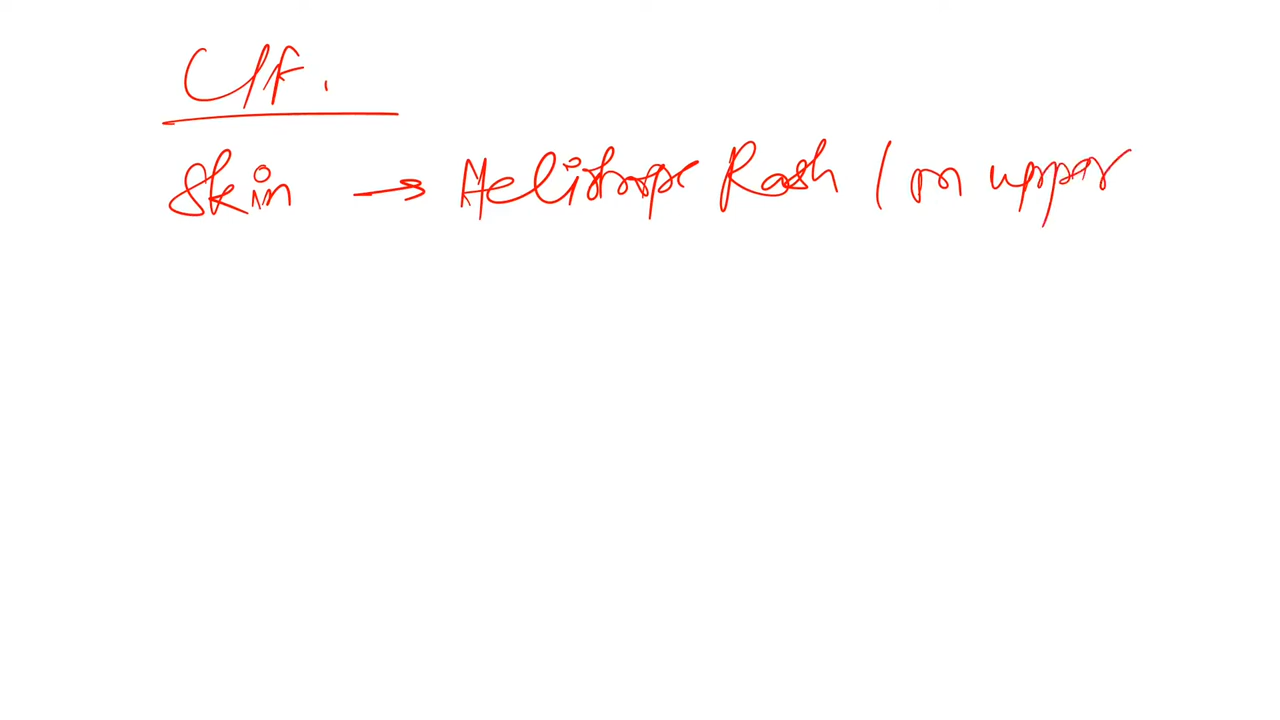 C/f.
Skin → Heliotrope Rash (on upper